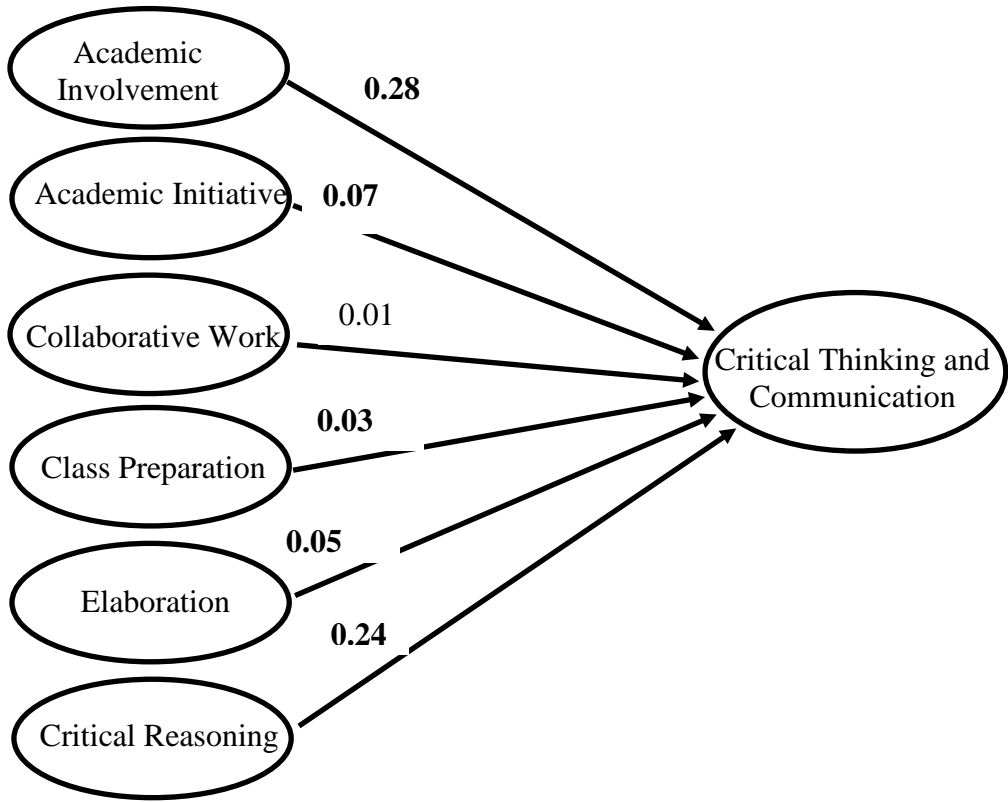 Academic
Involvement
0.28
Academic Initiative
0.07
Collaborative Work
0.01
Critical Thinking and
Communication
Class Preparation
0.03
Elaboration
0.05
Critical Reasoning
0.24